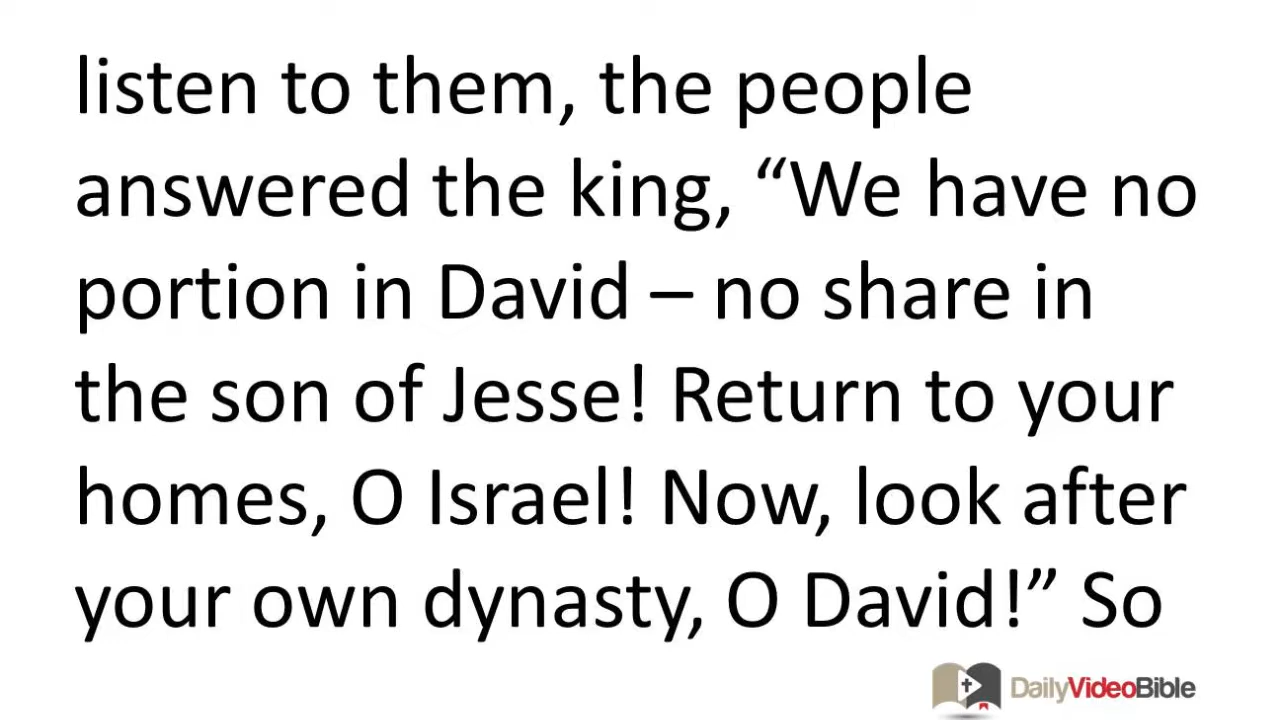 listen to them, the people
answered the king, “We have no
portion in David – no share in
the son of Jesse! Return to your
homes, O Israel! Now, look after
your own dynasty, O David!” So
DailyVideoBible